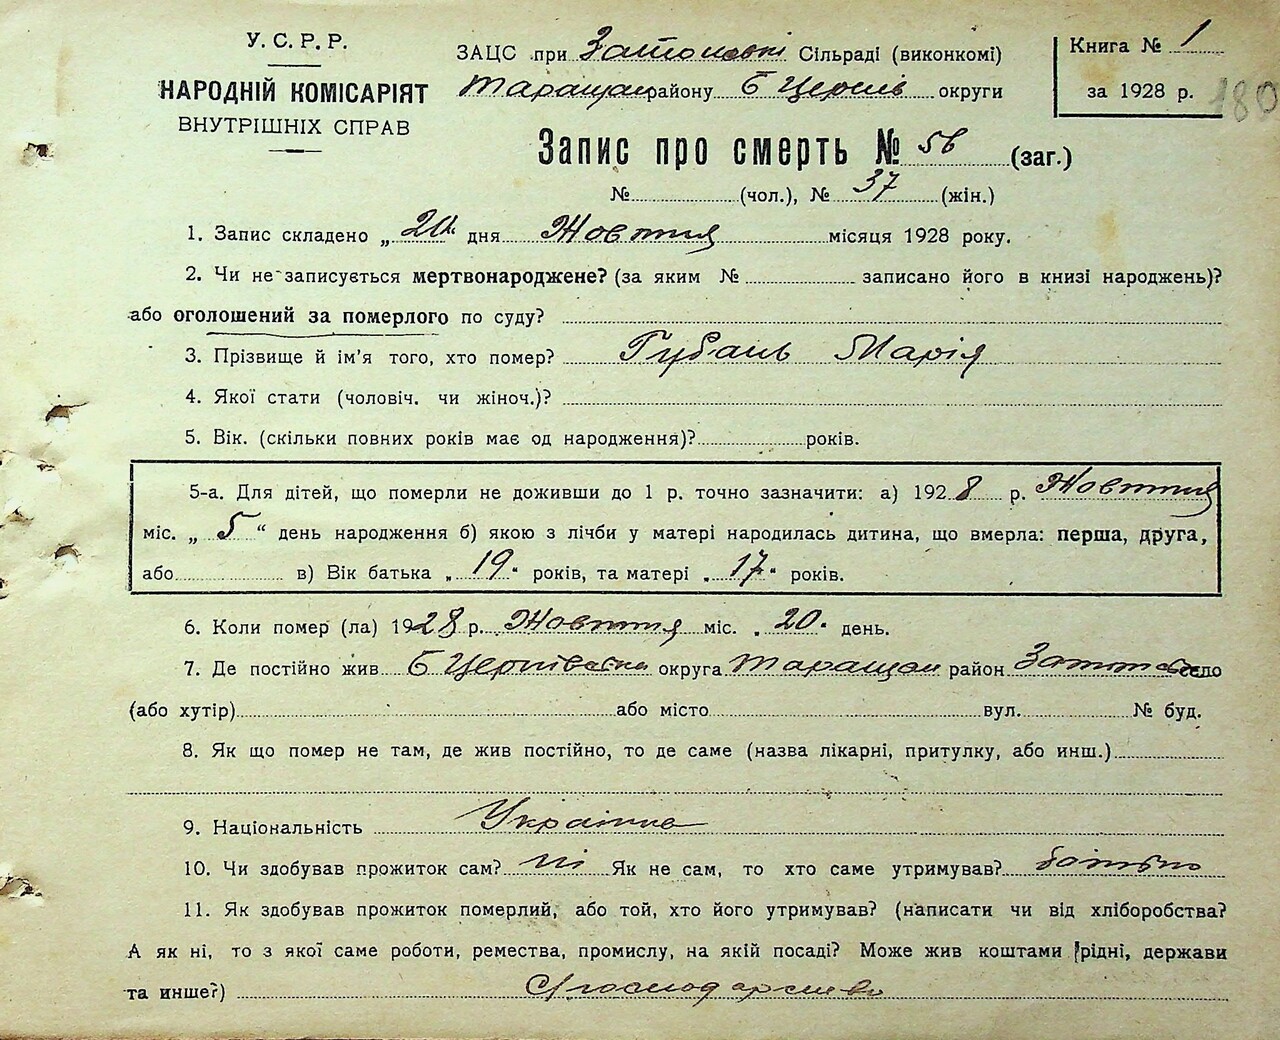 У. С. Р. Р.
НАРОДНІЙ КОМІСАРІЯТ
ВНУТРІШНІХ СПРАВ
ЗАЦС при Сільраді (виконкомі)
Таращан району Б Церків округи
Книга № 1
за 1928 р. 180
Запис про смерть № 56 (заг.)
№ (чол.), № 37 (жін.)
1. Запис складено „ 20 дня Жовтня місяця 1928 року.
2. Чи не записується мертвонароджене? (за яким № записано його в книзі народжень)?
або оголошений за померлого по суду?
3. Прізвище й ім'я того, хто помер? Губань Марія
4. Якої стати (чоловіч. чи жіноч.)?
5. Вік. (скільки повних років має од народження)? років.
5-а. Для дітей, що померли не доживши до 1 р. точно зазначити: а) 1928 р. Жовтня
міс. „ 5 “ день народження б) якою з лічби у матері народилась дитина, що вмерла: перша, друга,
або в) Вік батька „ 19 “ років, та матері „ 17 “ років.
6. Коли помер (ла) 1928 р. Жовтня міс. „ 20 “ день.
7. Де постійно жив Б Церківська округа Таращан район село
(або хутір) або місто вул. № буд.
8. Як що помер не там, де жив постійно, то де саме (назва лікарні, притулку, або инш.)
9. Національність Українка
10. Чи здобував прожиток сам? ні Як не сам, то хто саме утримував? батько
11. Як здобував прожиток померлий, або той, хто його утримував? (написати чи від хліборобства?
А як ні, то з якої саме роботи, ремества, промислу, на якій посаді? Може жив коштами (рідні, держави
та инше?) С/господарство